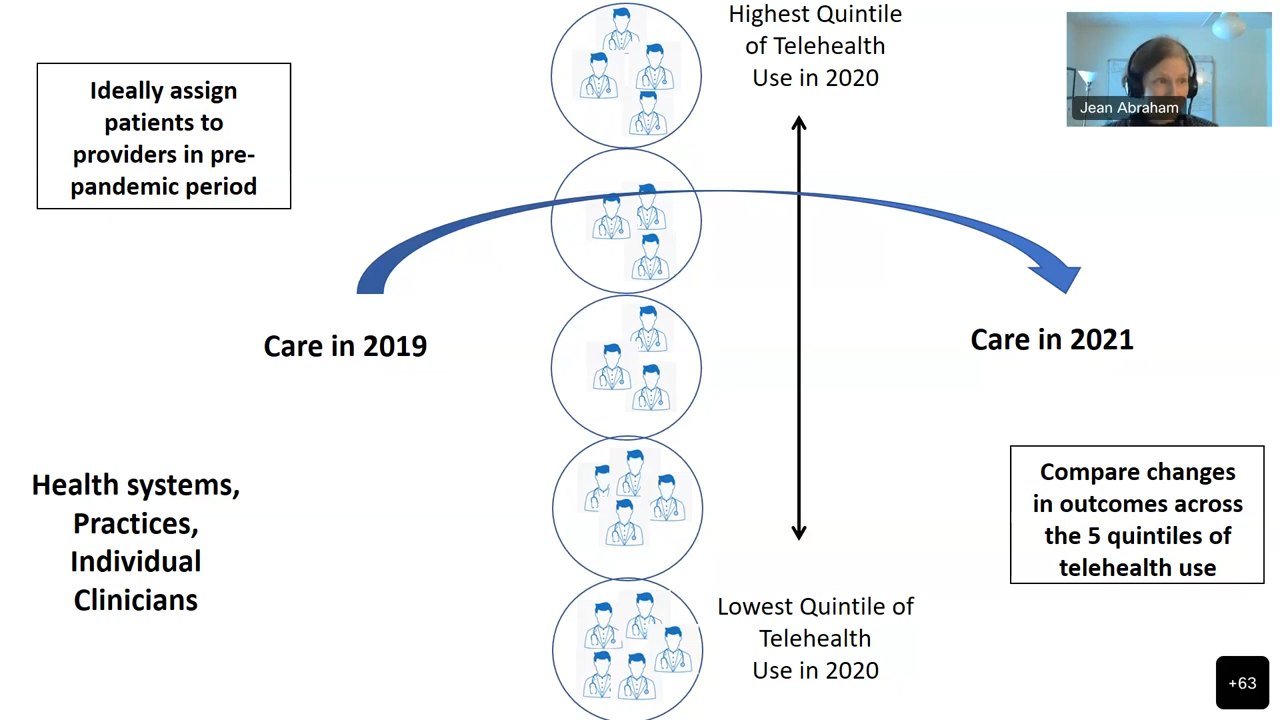 Highest Quintile
of Telehealth
Use in 2020
Jean Abraham
Ideally assign
patients to
providers in pre-
pandemic period
Care in 2019
Care in 2021
Health systems,
Practices,
Individual
Clinicians
Compare changes
in outcomes across
the 5 quintiles of
telehealth use
Lowest Quintile of
Telehealth
Use in 2020
+63